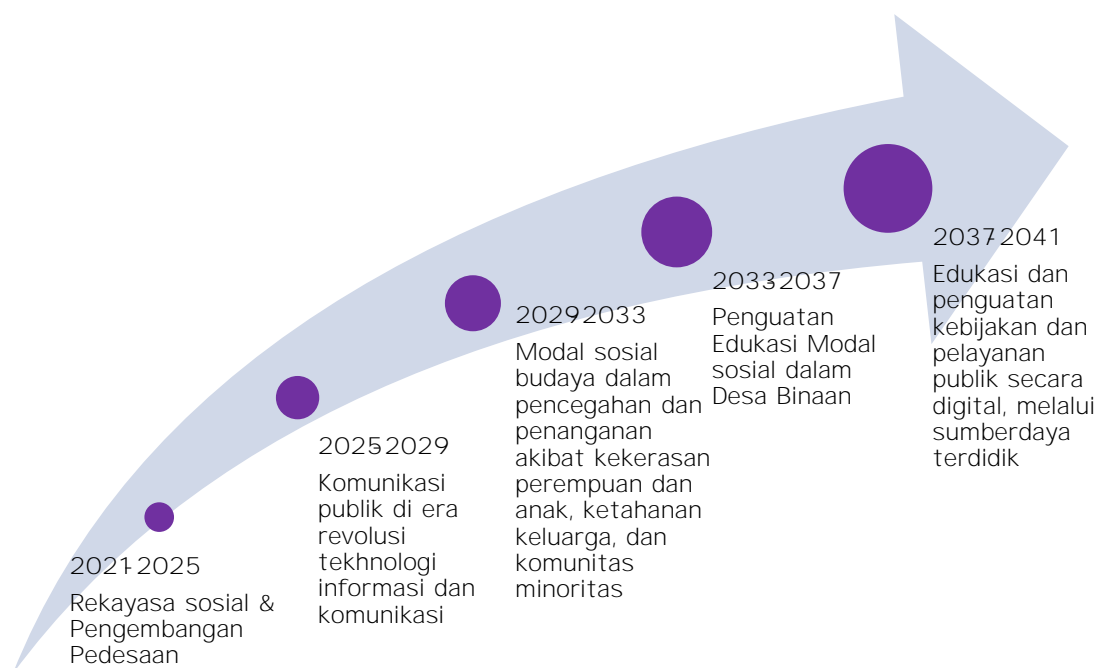 2021-2025
Rekayasa sosial &
Pengembangan
Pedesaan
2025-2029
Komunikasi
publik di era
revolusi
tekhnologi
informasi dan
komunikasi
2029-2033
Modal sosial
budaya dalam
pencegahan dan
penanganan
akibat kekerasan
perempuan dan
anak, ketahanan
keluarga, dan
komunitas
minoritas
2033-2037
Penguatan
Edukasi Modal
sosial dalam
Desa Binaan
2037-2041
Edukasi dan
penguatan
kebijakan dan
pelayanan
publik secara
digital, melalui
sumberdaya
terdidik